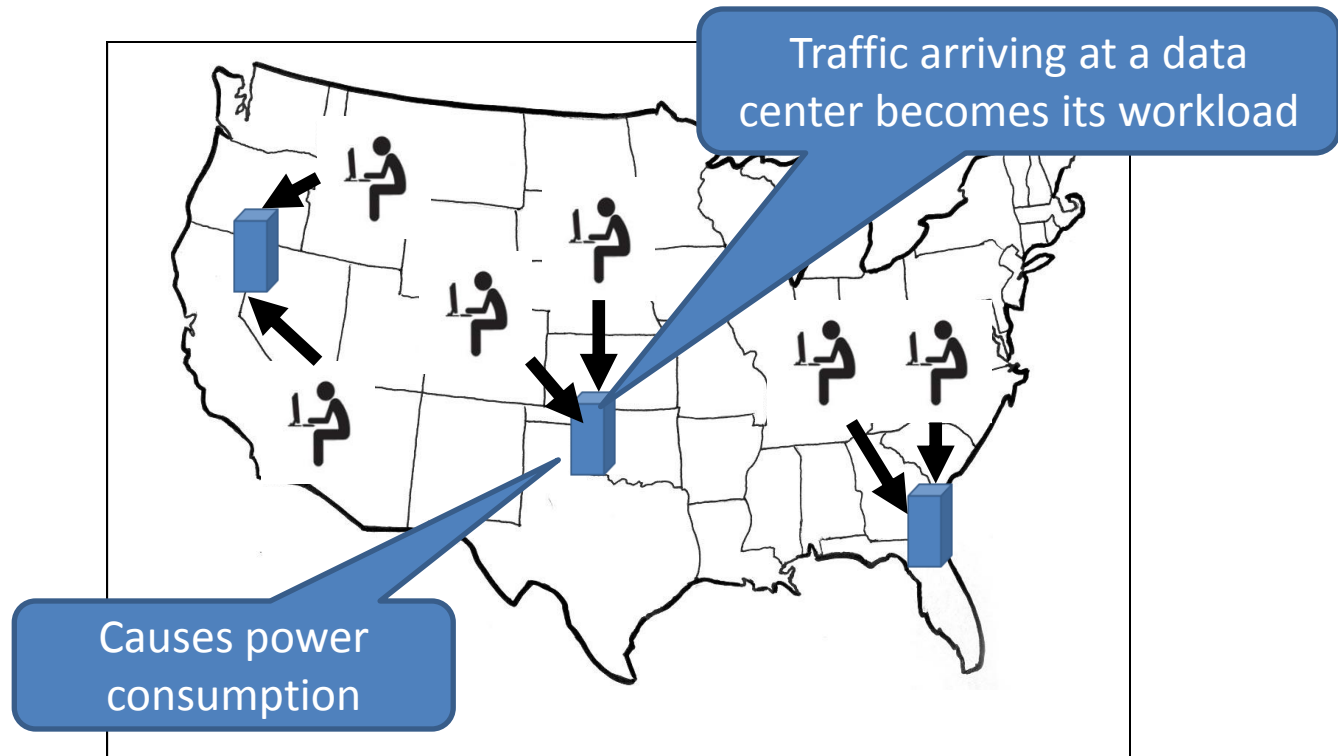 Traffic arriving at a data
center becomes its workload
Causes power
consumption